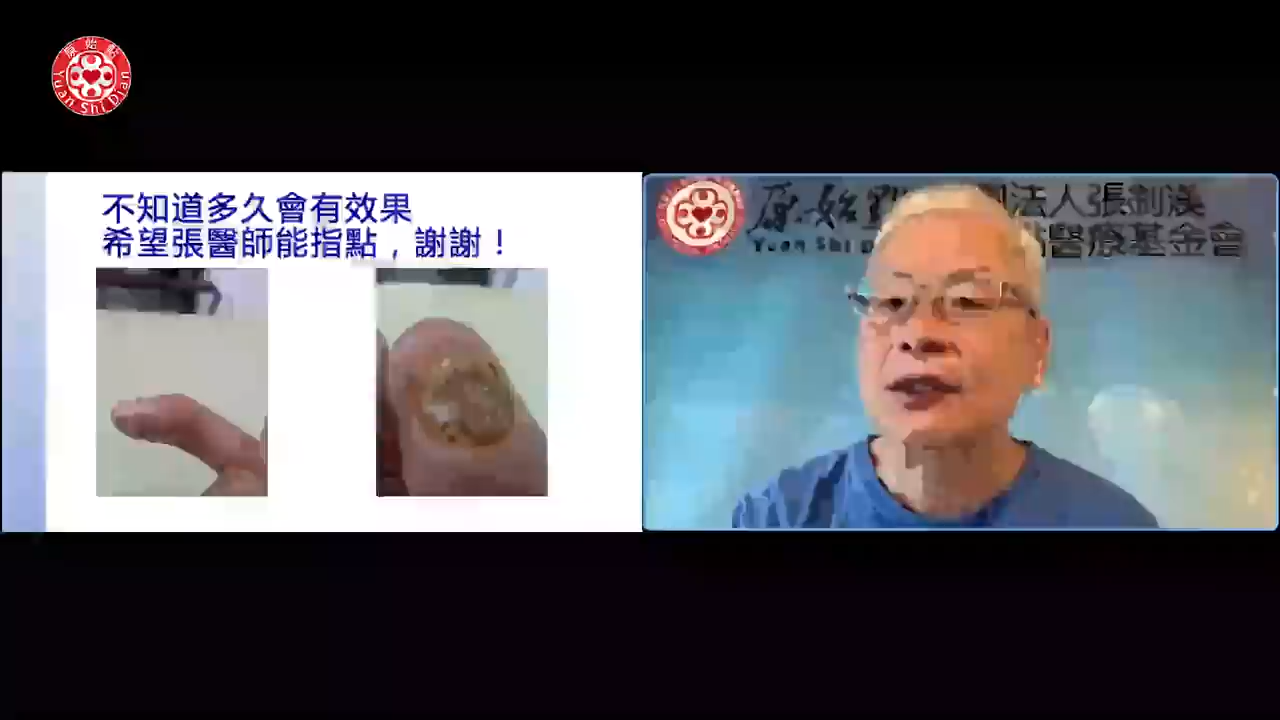 原始點
Yuan Shi Dian
不知道多久會有效果
希望張醫師能指點，謝謝！
原始點
法人張釗漢
Yuan Shi
醫療基金會